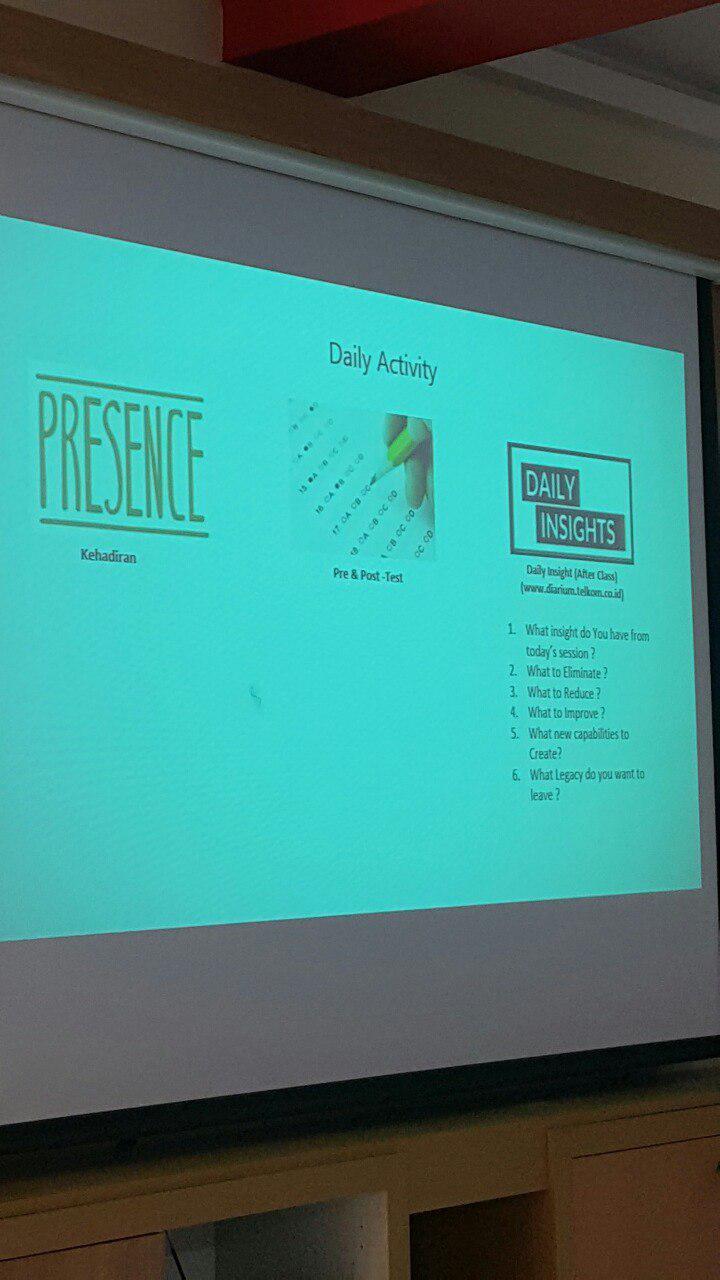 Daily Activity
PRESENCE
Kehadiran
Pre & Post -Test
DAILY
INSIGHTS
Daily Insight (After Class)
(www.diarium.telkom.co.id)
1. What insight do You have from
today's session ?
2. What to Eliminate ?
3. What to Reduce ?
4. What to Improve ?
5. What new capabilities to
Create?
6. What Legacy do you want to
leave ?